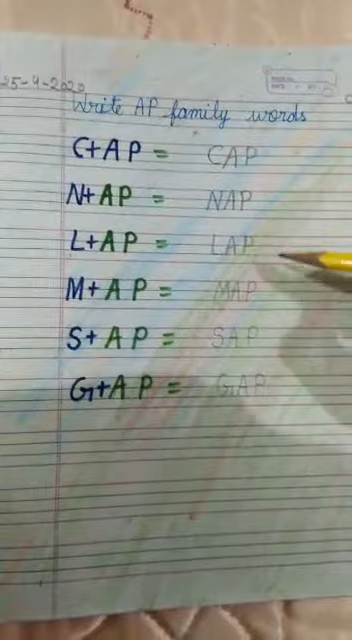 25-4-2020
Write AP family words
C+AP = CAP
N+AP = NAP
L+AP = LAP
M+AP = MAP
S+AP = SAP
G+AP = GAP